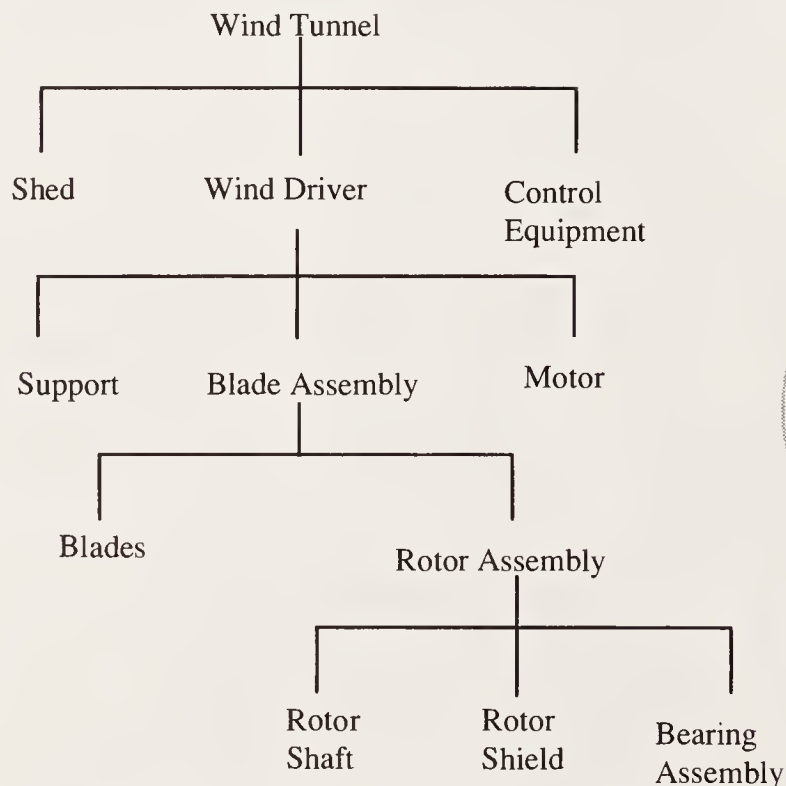 Wind Tunnel
Shed
Wind Driver
Control
Equipment
Support
Blade Assembly
Motor
Blades
Rotor Assembly
Rotor
Shaft
Rotor
Shield
Bearing
Assembly